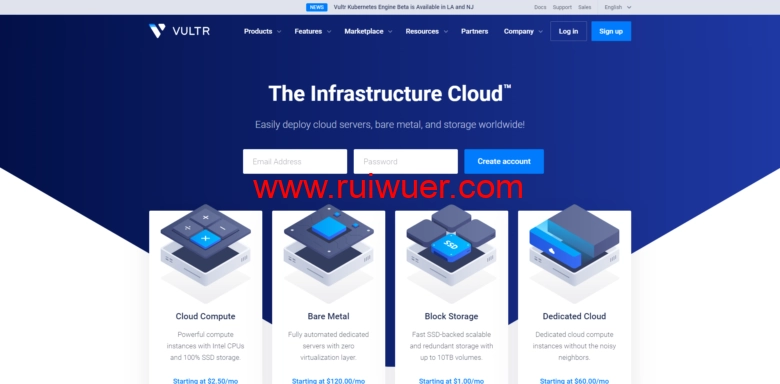 NEWS Vultr Kubernetes Engine Beta is Available in LA and NJ Docs Support Sales English
VULTR Products Features Marketplace Resources Partners Company Log in Sign up
The Infrastructure Cloud™
Easily deploy cloud servers, bare metal, and storage worldwide!
Email Address Password Create account
www.ruiwuer.com
SSD
Cloud Compute Bare Metal Block Storage Dedicated Cloud
Powerful compute Fully automated dedicated Fast SSD-backed scalable Dedicated cloud compute
instances with Intel CPUs servers with zero and redundant storage with instances without the noisy
and 100% SSD storage. virtualization layer. up to 10TB volumes. neighbors.
Starting at $2.50/mo Starting at $120.00/mo Starting at $1.00/mo Starting at $60.00/mo